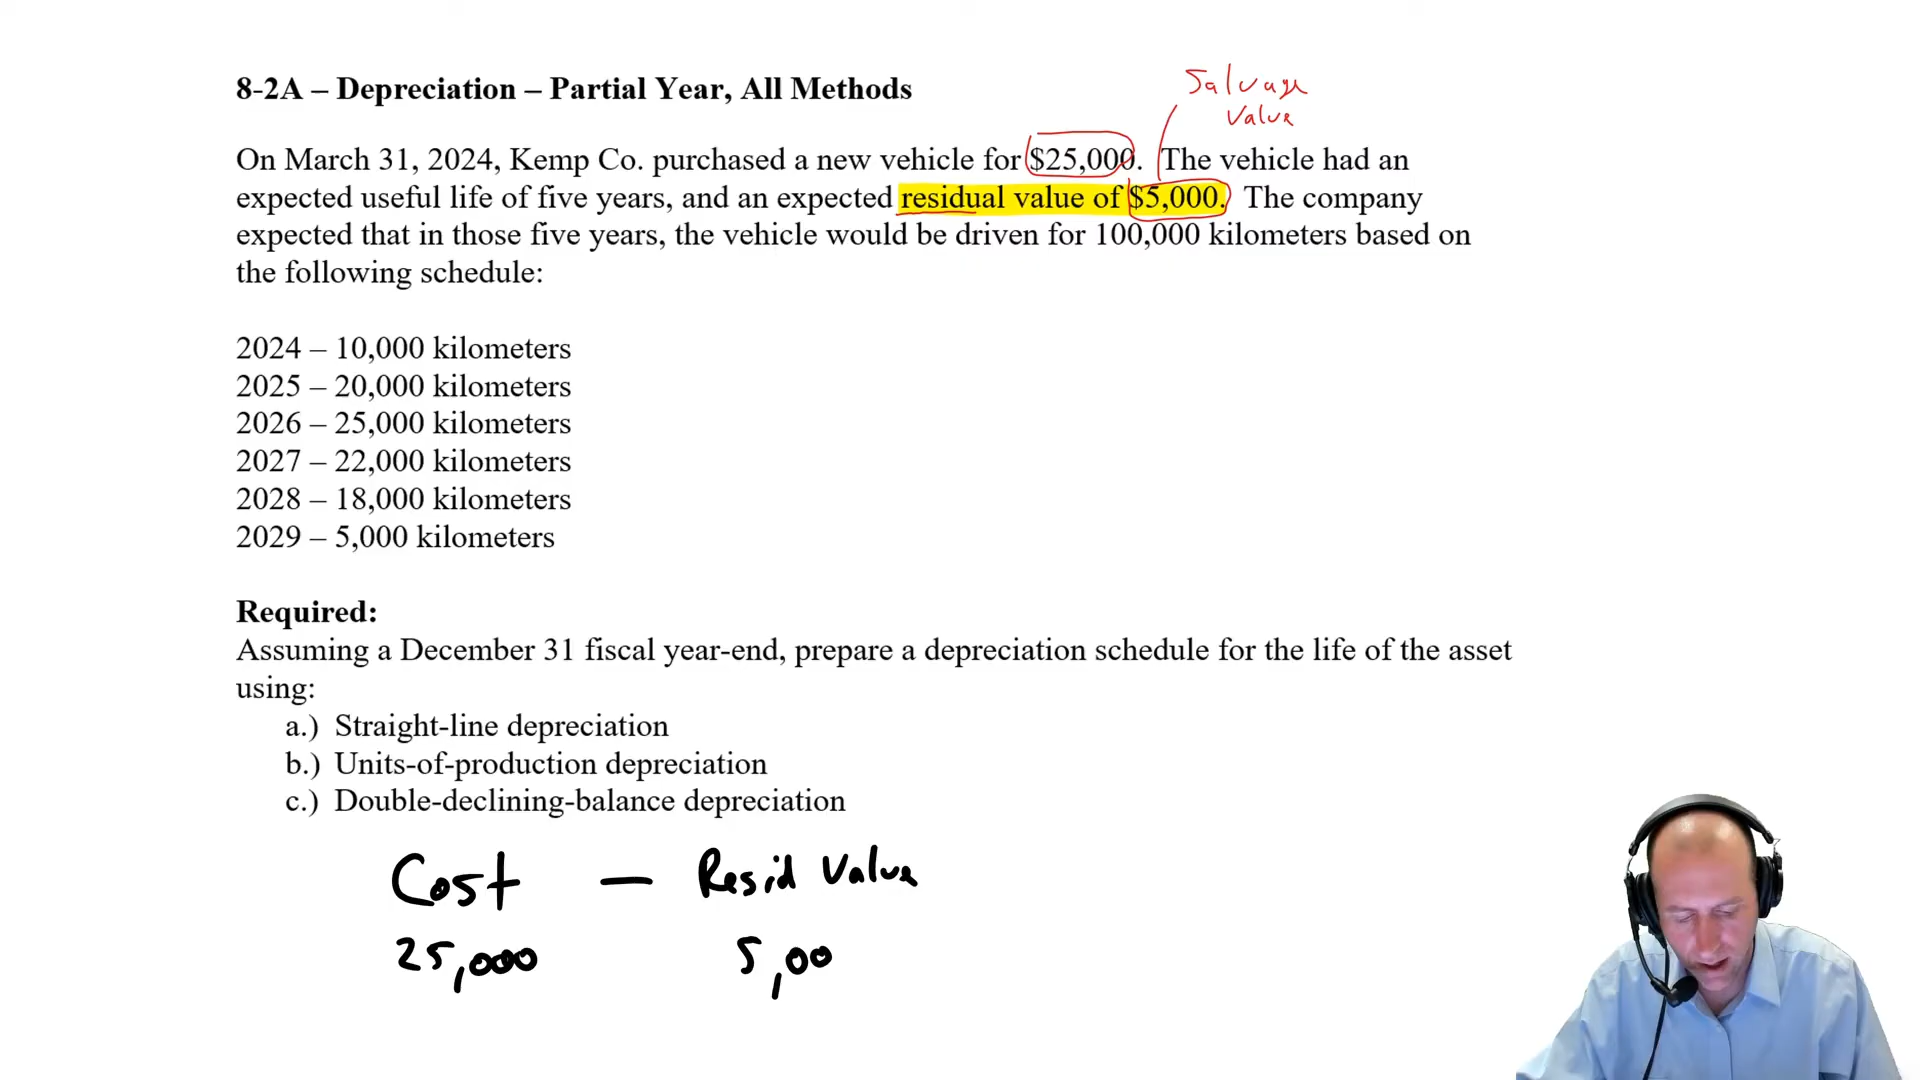 8-2A – Depreciation – Partial Year, All Methods
Salvage
Value
On March 31, 2024, Kemp Co. purchased a new vehicle for $25,000. The vehicle had an
expected useful life of five years, and an expected residual value of $5,000. The company
expected that in those five years, the vehicle would be driven for 100,000 kilometers based on
the following schedule:
2024 – 10,000 kilometers
2025 – 20,000 kilometers
2026 – 25,000 kilometers
2027 – 22,000 kilometers
2028 – 18,000 kilometers
2029 – 5,000 kilometers
Required:
Assuming a December 31 fiscal year-end, prepare a depreciation schedule for the life of the asset
using:
a.) Straight-line depreciation
b.) Units-of-production depreciation
c.) Double-declining-balance depreciation
Cost — Resid Value
25,000 5,00